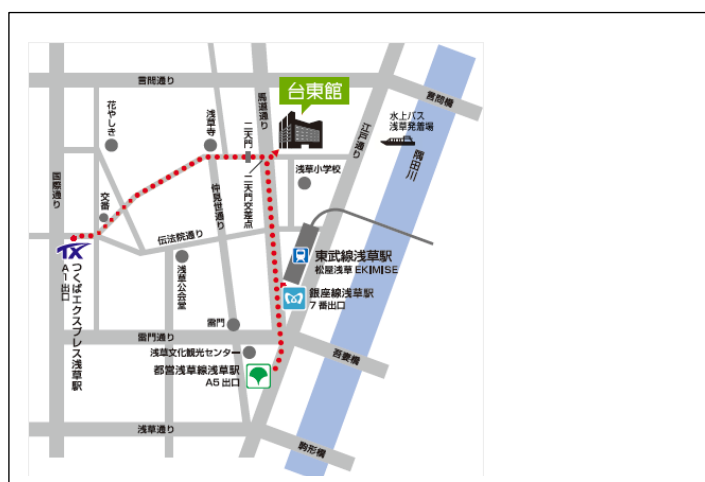 言問通り
花やしき
浅草寺
二天門
馬道通り
台東館
江戸通り
水上バス
浅草発着場
言問橋
隅田川
国際通り
交番
仲見世通り
二天門交差点
浅草小学校
伝法院通り
TX
A1出口
つくばエクスプレス浅草駅
浅草公会堂
東武線浅草駅
松屋浅草 EKIMISE
銀座線浅草駅
7 番出口
雷門
雷門通り
浅草文化観光センター
吾妻橋
都営浅草線浅草駅
A5 出口
浅草通り
駒形橋